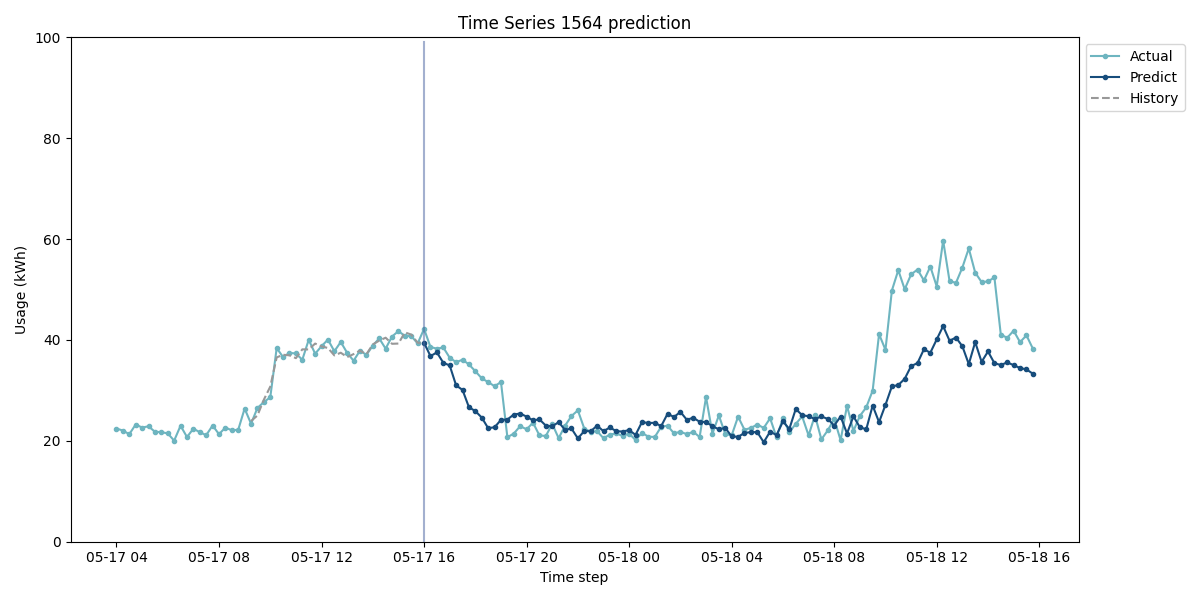 Time Series 1564 prediction
100
80
60
40
20
0
Usage (kWh)
05-17 04
05-17 08
05-17 12
05-17 16
05-17 20
05-18 00
05-18 04
05-18 08
05-18 12
05-18 16
Time step
Actual
Predict
History